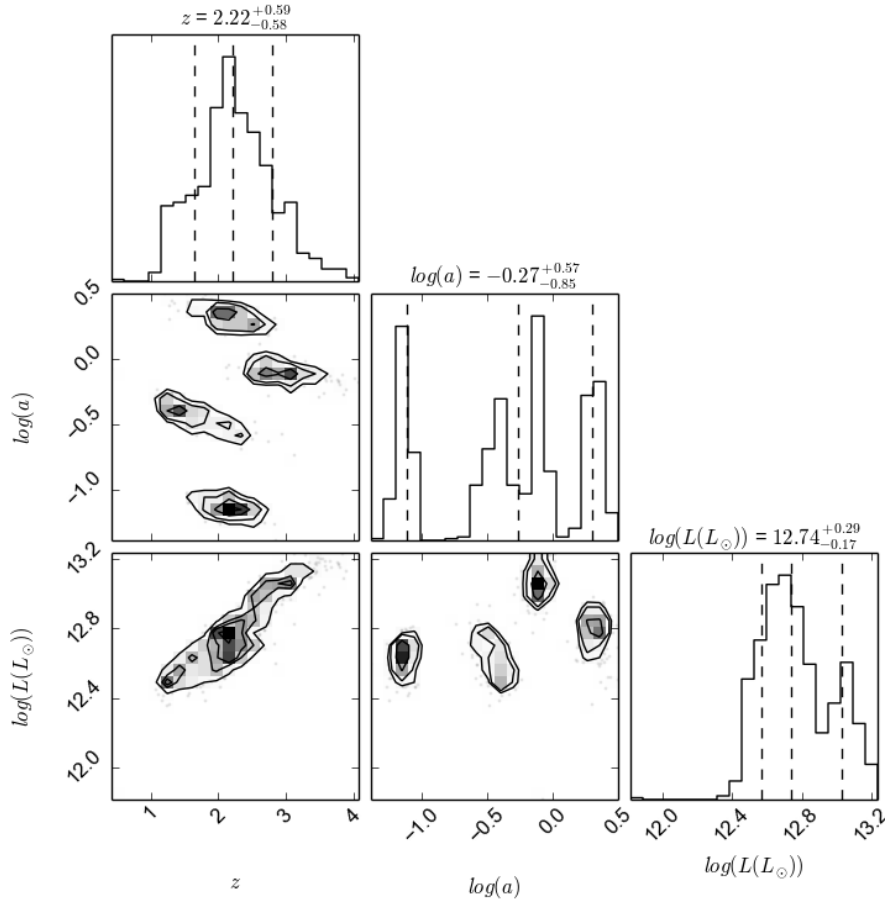 z = 2.22^{+0.59}_{-0.58}
log(a) = −0.27^{+0.57}_{-0.85}
log(L(L_⊙)) = 12.74^{+0.29}_{-0.17}
log(a)
0.5
0.0
−0.5
−1.0
log(L(L_⊙))
13.2
12.8
12.4
12.0
1 2 3 4
−1.0 −0.5 0.0 0.5
12.0 12.4 12.8 13.2
z
log(a)
log(L(L_⊙))